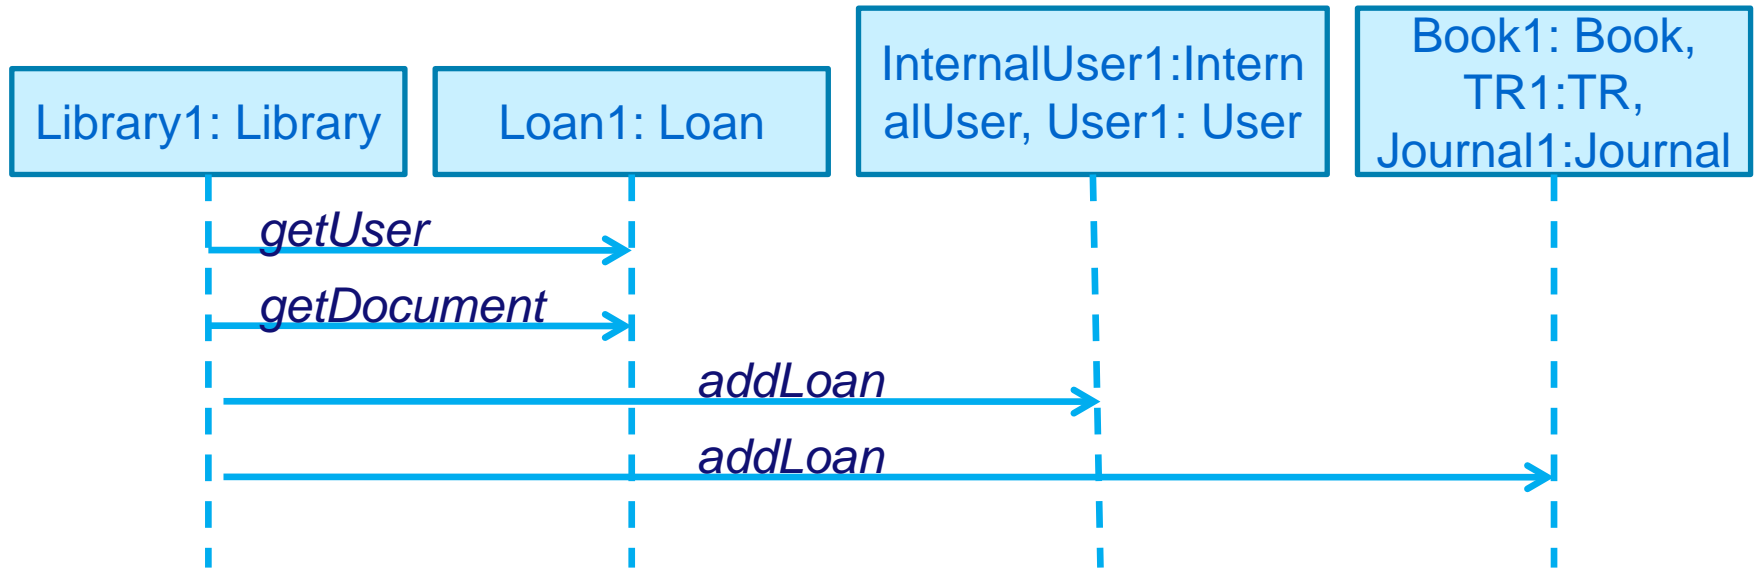 Library1: Library
Loan1: Loan
InternalUser1:Intern
alUser, User1: User
Book1: Book,
TR1:TR,
Journal1:Journal
getUser
getDocument
addLoan
addLoan